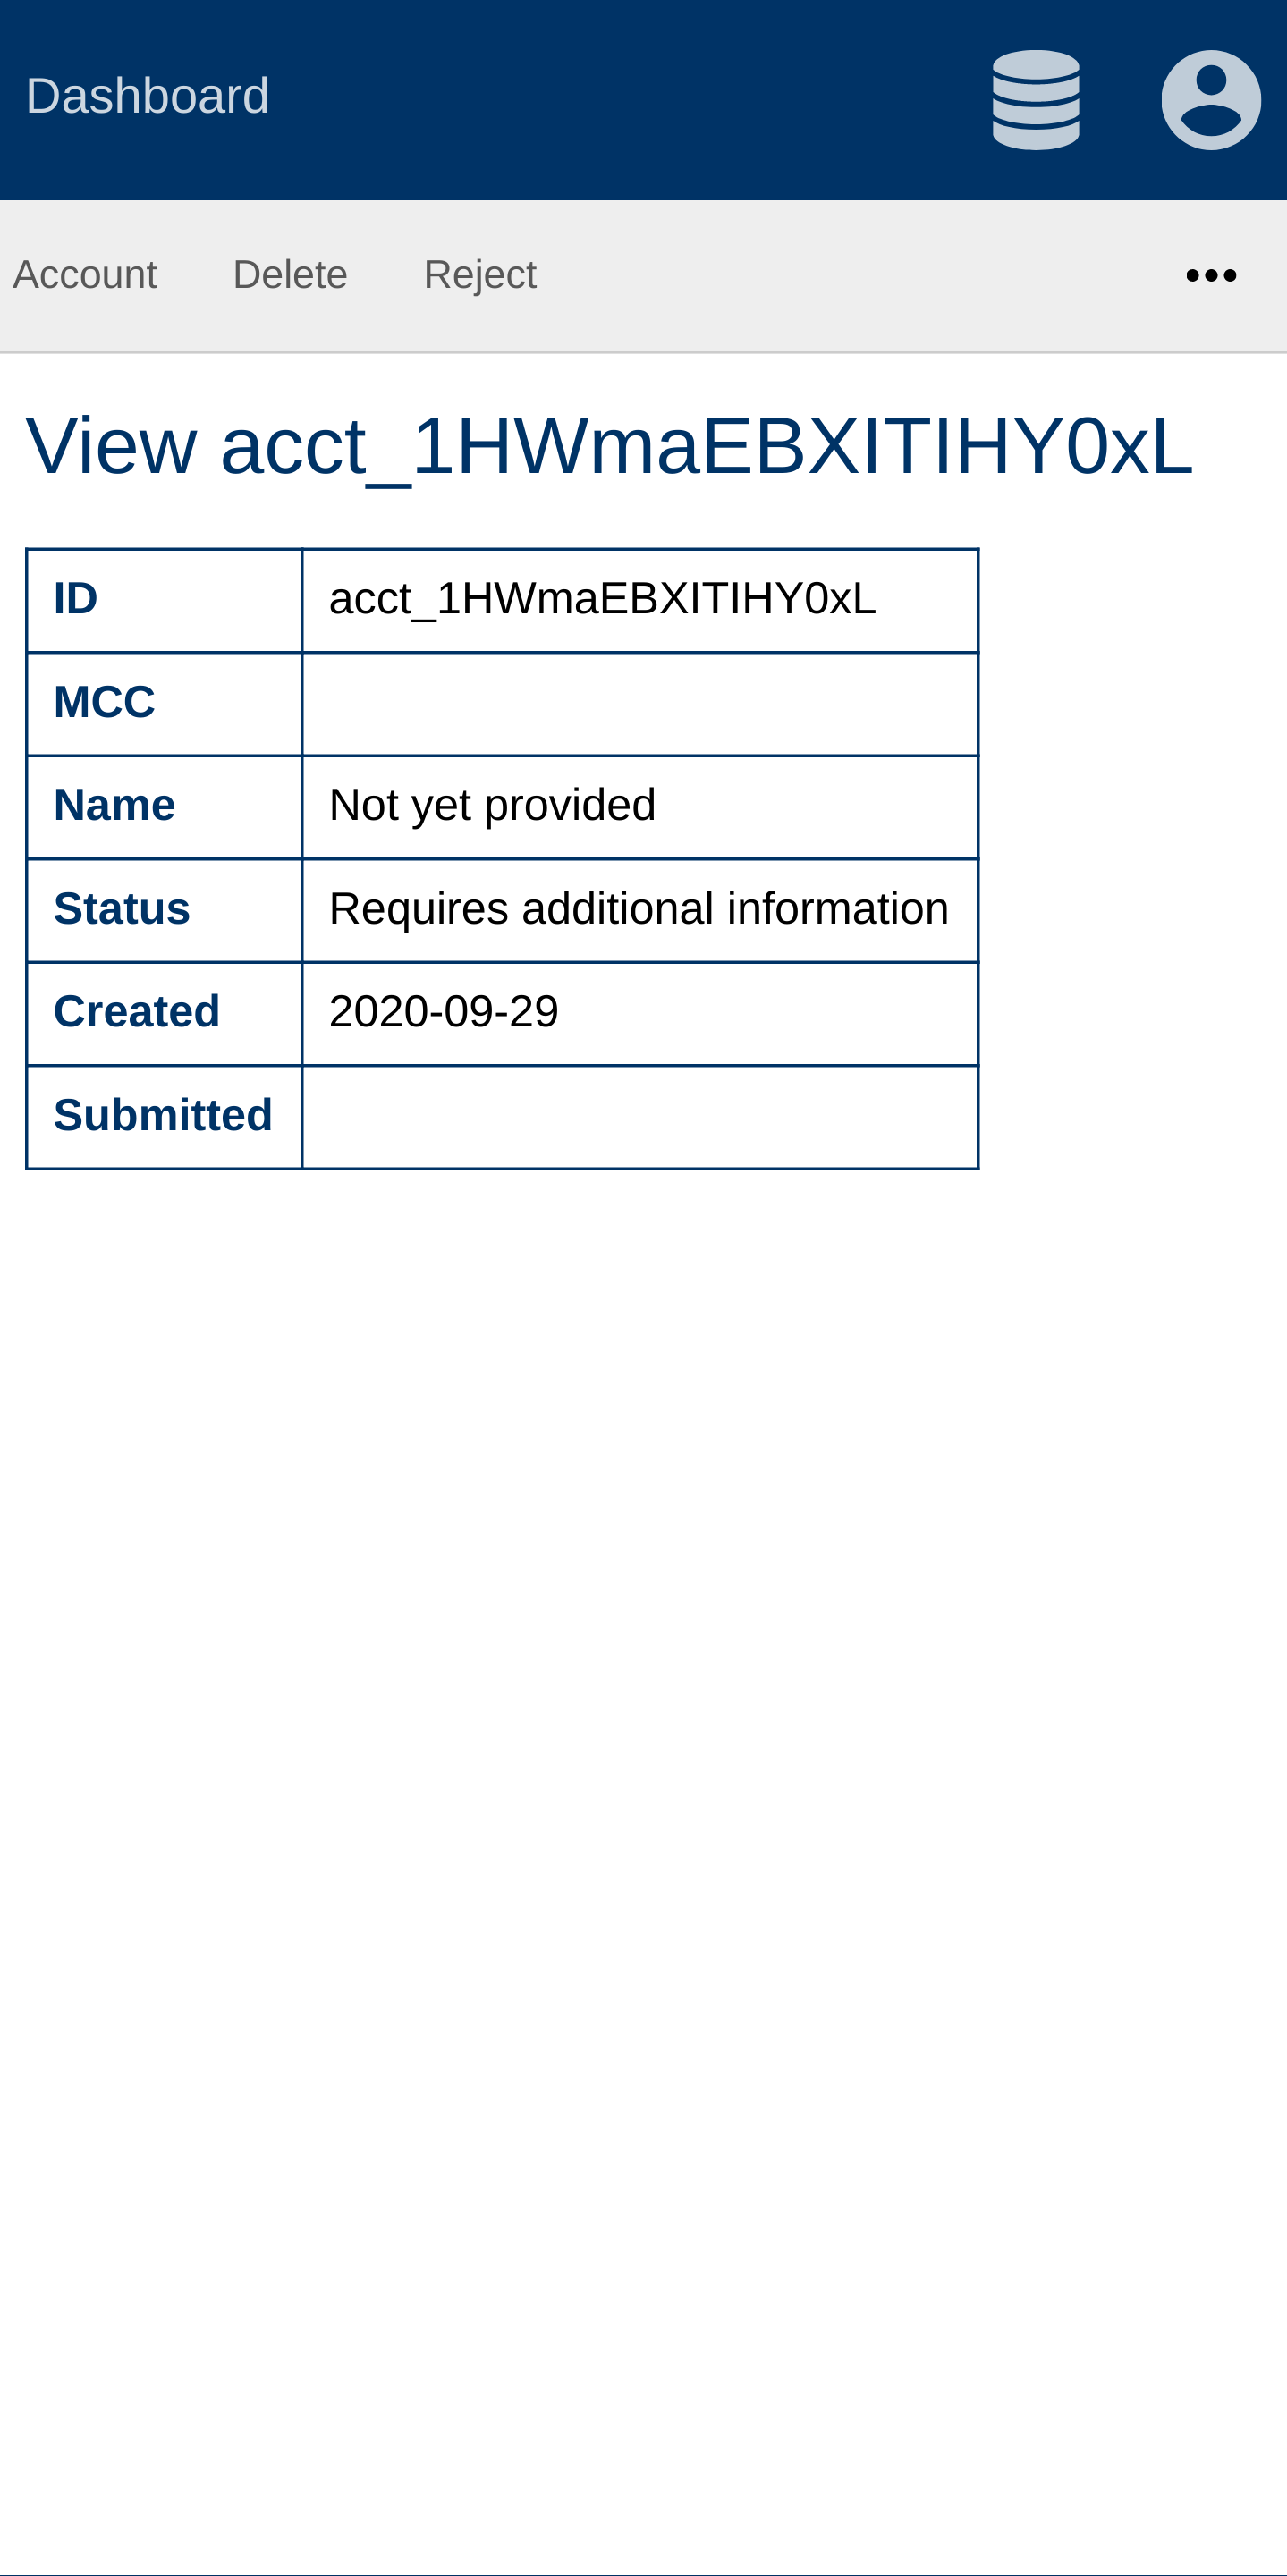 Dashboard
Account Delete Reject
View acct_1HWmaEBXITIHY0xL
ID acct_1HWmaEBXITIHY0xL
MCC
Name Not yet provided
Status Requires additional information
Created 2020-09-29
Submitted